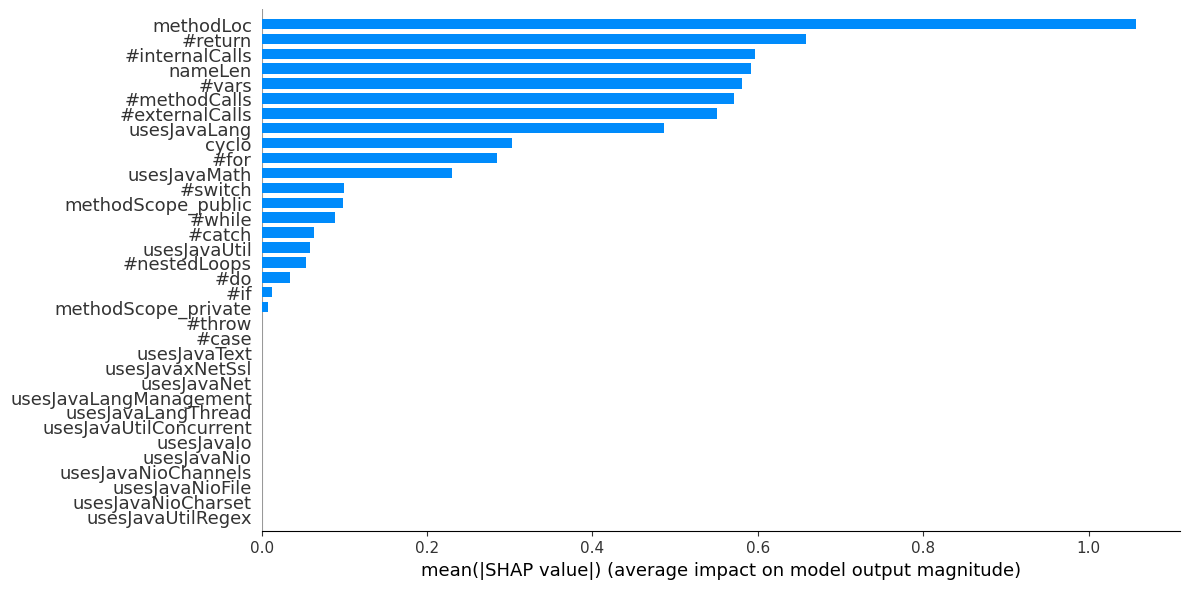 methodLoc
#return
#internalCalls
nameLen
#vars
#methodCalls
#externalCalls
usesJavaLang
cyclo
#for
usesJavaMath
#switch
methodScope_public
#while
#catch
usesJavaUtil
#nestedLoops
#do
#if
methodScope_private
#throw
#case
usesJavaText
usesJavaxNetSsl
usesJavaNet
usesJavaLangManagement
usesJavaLangThread
usesJavaUtilConcurrent
usesJavaIo
usesJavaNio
usesJavaNioChannels
usesJavaNioFile
usesJavaNioCharset
usesJavaUtilRegex
0.0 0.2 0.4 0.6 0.8 1.0
mean(|SHAP value|) (average impact on model output magnitude)